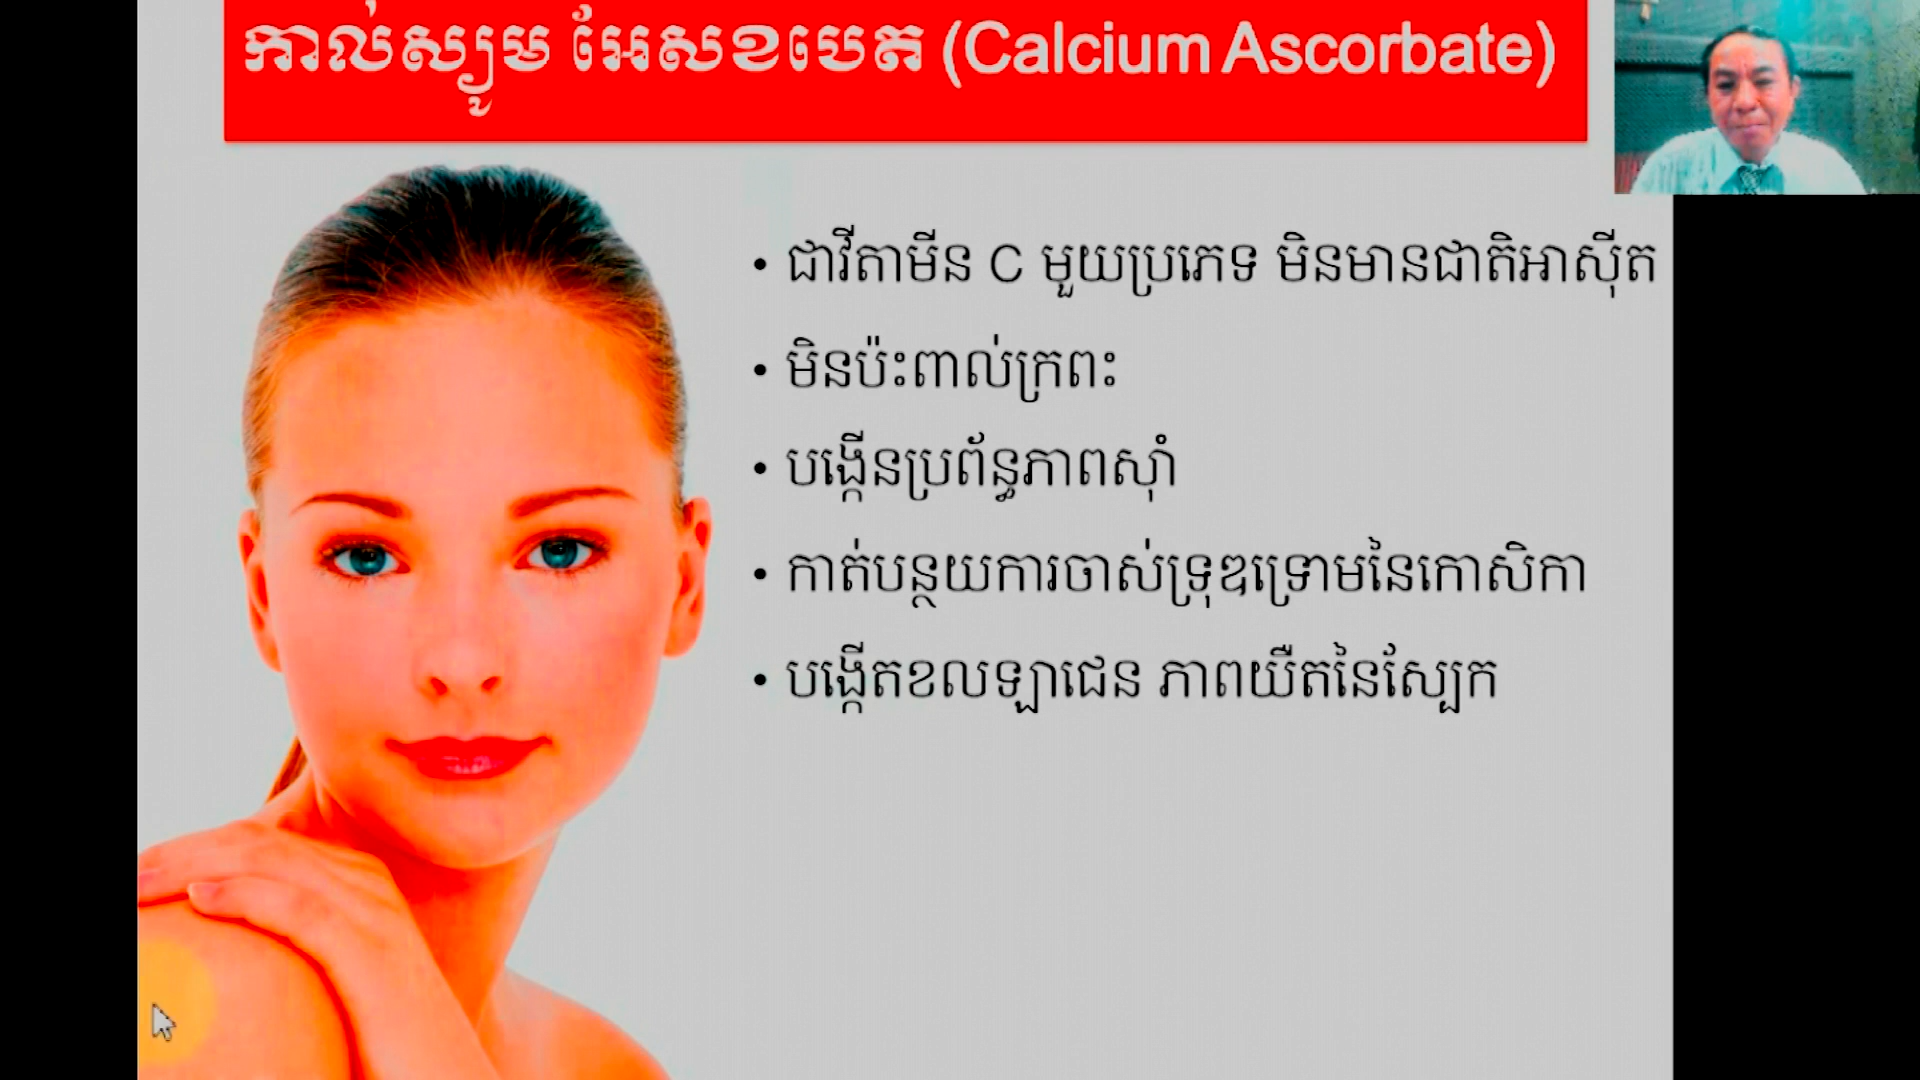 កាល់ស្យូម អែសខបេត (Calcium Ascorbate)
• ជាវីតាមីន C មួយប្រភេទ មិនមានជាតិអាស៊ីត
• មិនប៉ះពាល់ក្រពះ
• បង្កើនប្រព័ន្ធភាពស៊ាំ
• កាត់បន្ថយការចាស់ទ្រុឌទ្រោមនៃកោសិកា
• បង្កើតខលឡាជេន ភាពយឺតនៃស្បែក